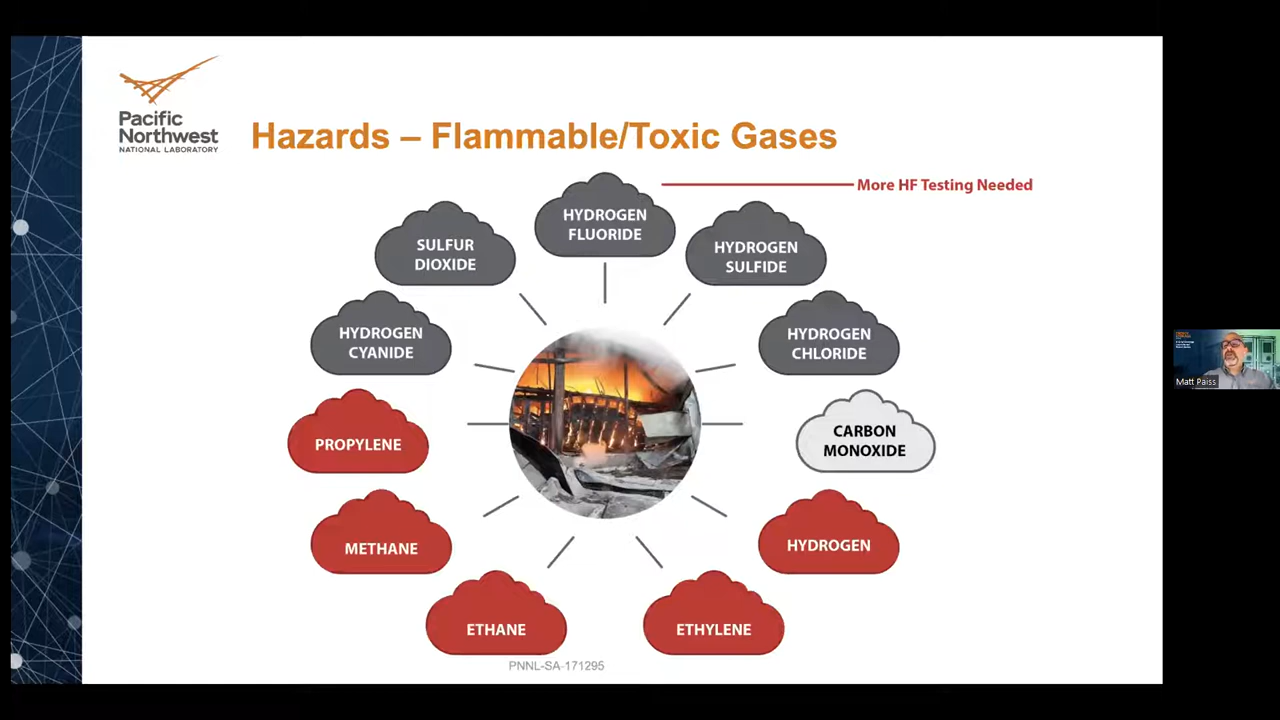 Pacific
Northwest
NATIONAL LABORATORY
Hazards – Flammable/Toxic Gases
More HF Testing Needed
HYDROGEN
FLUORIDE
SULFUR
DIOXIDE
HYDROGEN
SULFIDE
HYDROGEN
CYANIDE
HYDROGEN
CHLORIDE
PROPYLENE
CARBON
MONOXIDE
METHANE
HYDROGEN
ETHANE
ETHYLENE
PNNL-SA-171295
Matt Paiss